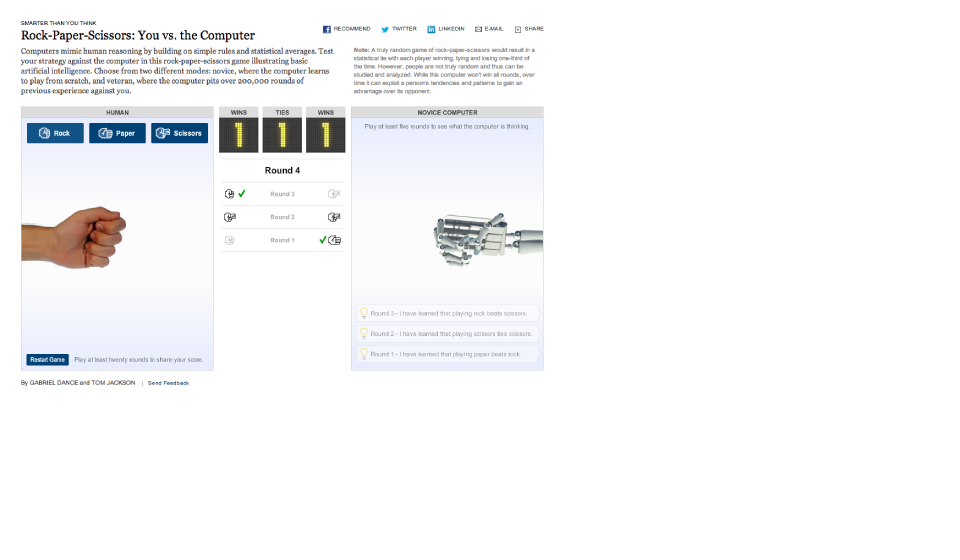 SMARTER THAN YOU THINK
Rock-Paper-Scissors: You vs. the Computer
RECOMMEND TWITTER LINKEDIN E-MAIL SHARE
Computers mimic human reasoning by building on simple rules and statistical averages. Test
your strategy against the computer in this rock-paper-scissors game illustrating basic
artificial intelligence. Choose from two different modes: novice, where the computer learns
to play from scratch, and veteran, where the computer pits over 200,000 rounds of
previous experience against you.
Note: A truly random game of rock-paper-scissors would result in a
statistical tie with each player winning, tying and losing one-third of
the time. However, people are not truly random and thus can be
studied and analyzed. While this computer won't win all rounds, over
time it can exploit a person's tendencies and patterns to gain an
advantage over its opponent.
HUMAN
Rock Paper Scissors
Restart Game Play at least twenty rounds to share your score.
WINS TIES WINS
1 1 1
Round 4
Round 3
Round 2
Round 1
NOVICE COMPUTER
Play at least five rounds to see what the computer is thinking.
Round 3 - I have learned that playing rock beats scissors.
Round 2 - I have learned that playing scissors ties scissors.
Round 1 - I have learned that playing paper beats rock.
By GABRIEL DANCE and TOM JACKSON | Send Feedback